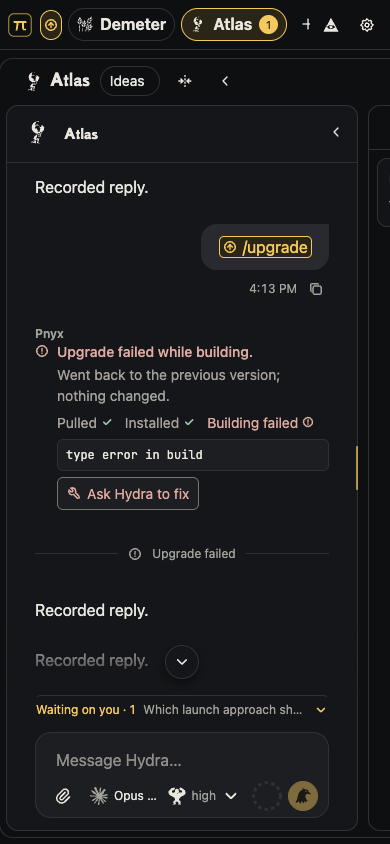 π
Demeter
Atlas 1
Atlas Ideas
Atlas
Recorded reply.
/upgrade
4:13 PM
Pnyx
Upgrade failed while building.
Went back to the previous version;
nothing changed.
Pulled ✓ Installed ✓ Building failed
type error in build
Ask Hydra to fix
Upgrade failed
Recorded reply.
Recorded reply.
Waiting on you · 1 Which launch approach sh...
Message Hydra...
Opus ... high